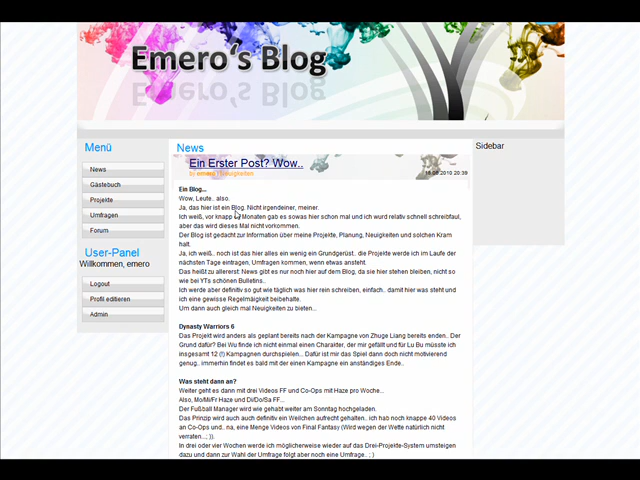 Emero's Blog
Menü
News
Gästebuch
Projekte
Umfragen
Forum
User-Panel
Willkommen, emero
Logout
Profil editieren
Admin
News
Ein Erster Post? Wow..
by emero | Neuigkeiten
16.05.2010 20:39
Ein Blog...
Wow, Leute.. also.
Ja, das hier ist ein Blog. Nicht irgendeiner, meiner.
Ich weiß, vor knapp Monaten gab es sowas hier schon mal und ich wurd relativ schnell schreibfaul,
aber das wird dieses Mal nicht vorkommen.
Der Blog ist gedacht zur Information über meine Projekte, Planung, Neuigkeiten und solchen Kram
halt.
Ja, ich weiß.. noch ist das hier alles ein wenig ein Grundgerüst, die Projekte werde ich im Laufe der
nächsten Tage eintragen, Umfragen kommen, wenn etwas ansteht.
Das heißt zu allererst: News gibt es nur noch hier auf dem Blog, da sie hier stehen bleiben, nicht so
wie bei YTs schönen Bulletins..
Ich werde aber definitiv so gut wie täglich was hier rein schreiben, einfach.. damit hier was steht und
ich eine gewisse Regelmäigkeit beibehalte.
Um dann auch gleich mal Neuigkeiten zu bieten...
Dynasty Warriors 6
Das Projekt wird anders als geplant bereits nach der Kampagne von Zhuge Liang bereits enden.. Der
Grund dafür? Bei Wu finde ich nicht einmal einen Charakter, der mir gefällt und für Lu Bu müsste ich
insgesamt 12 (!) Kampagnen durchspielen... Dafür ist mir das Spiel dann doch nicht motivierend
genug.. immerhin findet es bald mit der einen Kampagne ein anständiges Ende..
Was steht dann an?
Weiter geht es dann mit drei Videos FF und Co-Ops mit Haze pro Woche...
Also, Mo/Mi/Fr Haze und Di/Do/Sa FF...
Der Fußball Manager wird wie gehabt weiter am Sonntag hochgeladen.
Das Prinzip wird auch auch definitiv ein Weilchen aufrecht gehalten.. ich hab noch knappe 40 Videos
an Co-Ops und.. na, eine Menge Videos von Final Fantasy (Wird wegen der Wette natürlich nicht
verraten...; )).
In drei oder vier Wochen werde ich möglicherweise wieder auf das Drei-Projekte-System umsteigen
dazu und dann zur Wahl der Umfrage folgt aber noch eine Umfrage.. ; )
Sidebar